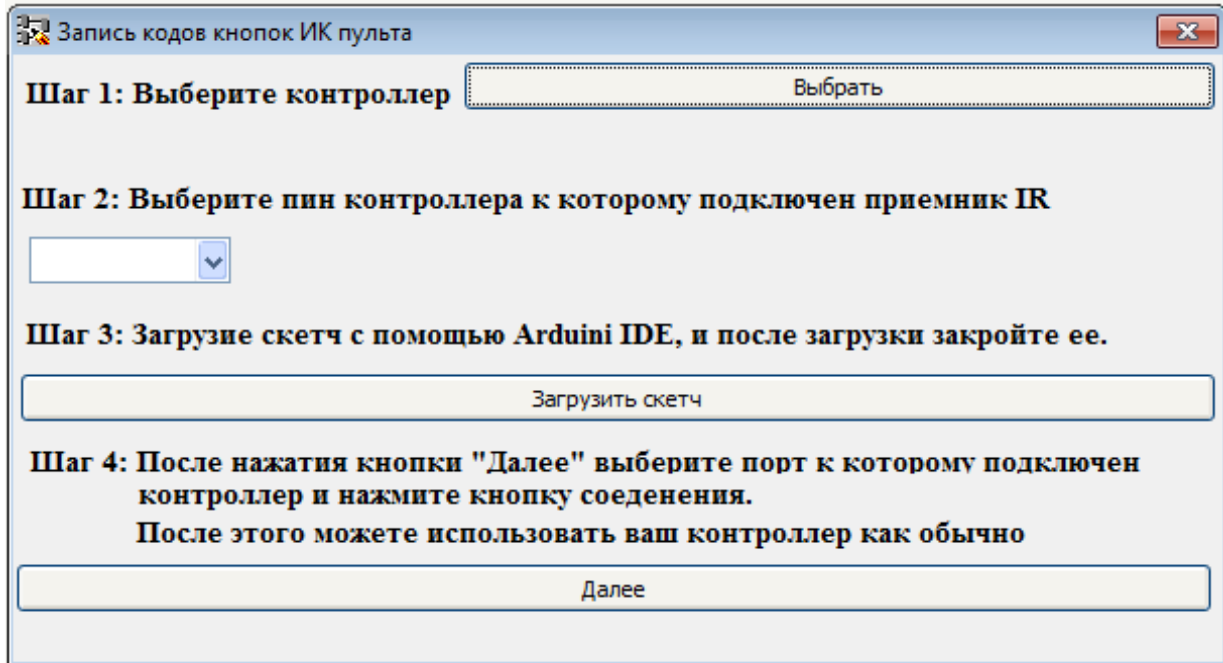 Запись кодов кнопок ИК пульта
Шаг 1: Выберите контроллер
Выбрать
Шаг 2: Выберите пин контроллера к которому подключен приемник IR
Шаг 3: Загрузие скетч с помощью Arduini IDE, и после загрузки закройте ее.
Загрузить скетч
Шаг 4: После нажатия кнопки "Далее" выберите порт к которому подключен
контроллер и нажмите кнопку соеденения.
После этого можете использовать ваш контроллер как обычно
Далее